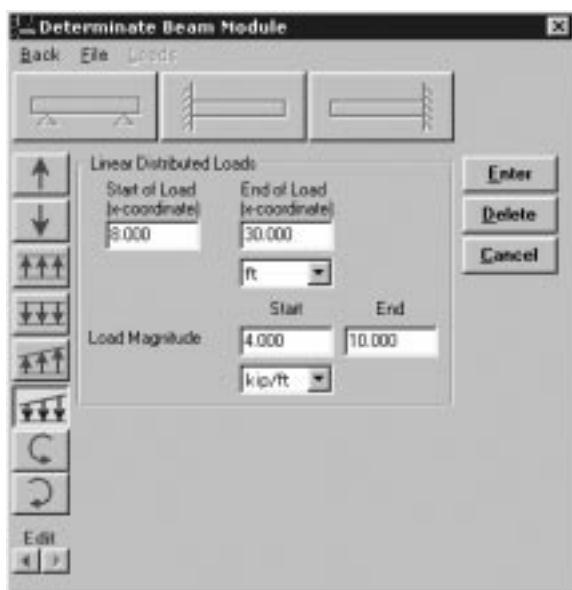 Determinate Beam Module
Back File Loads
Linear Distributed Loads
Start of Load End of Load
(x-coordinate) (x-coordinate)
8.000 30.000
ft
Start End
Load Magnitude 4.000 10.000
kip/ft
Enter
Delete
Cancel
Edit